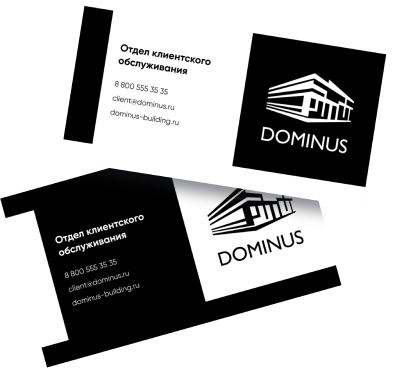 Отдел клиентского
обслуживания
8 800 555 35 35
client@dominus.ru
dominus-building.ru
DOMINUS
Отдел клиентского
обслуживания
8 800 555 35 35
client@dominus.ru
dominus-building.ru
DOMINUS